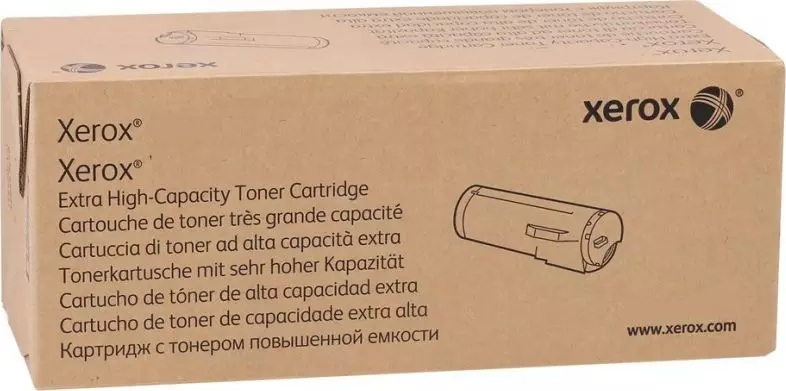 xerox®
xerox®
Xerox®
Xerox®
Extra High-Capacity Toner Cartridge
Cartouche de toner très grande capacité
Cartuccia di toner ad alta capacità extra
Tonerkartusche mit sehr hoher Kapazität
Cartucho de tóner de alta capacidad extra
Cartucho de toner de capacidade extra alta
Картридж с тонером повышенной емкости
www.xerox.com